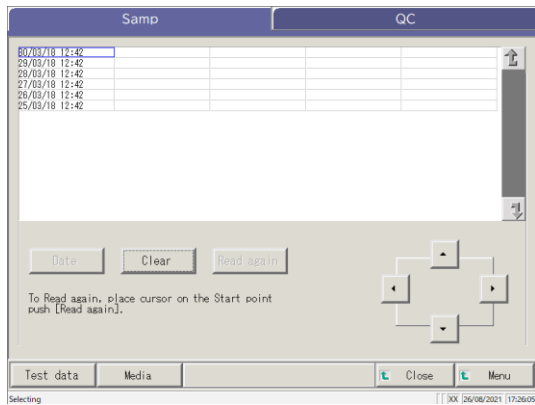 Samp QC
30/03/18 12:42
29/03/18 12:42
28/03/18 12:42
27/03/18 12:42
26/03/18 12:42
25/03/18 12:42
Date Clear Read again
To Read again, place cursor on the Start point
push [Read again].
Test data Media Close Menu
Selecting XX 26/08/2021 17:26:05